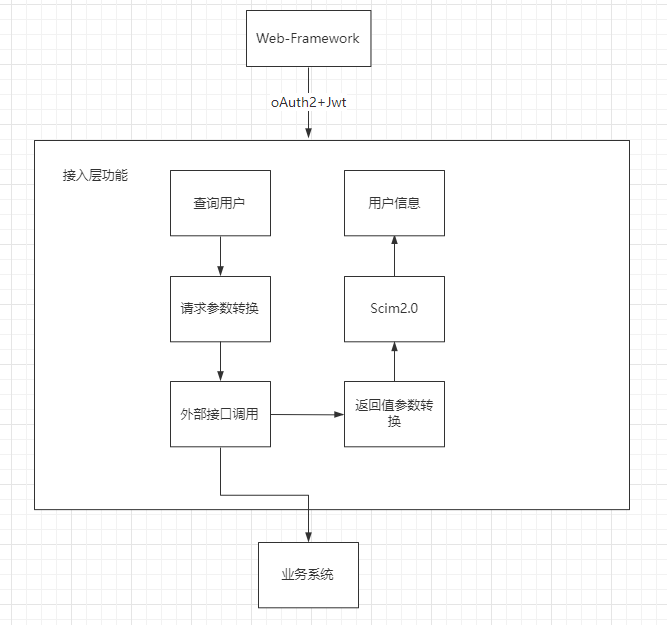 Web-Framework
oAuth2+Jwt
接入层功能
查询用户
用户信息
请求参数转换
Scim2.0
外部接口调用
返回值参数转
换
业务系统